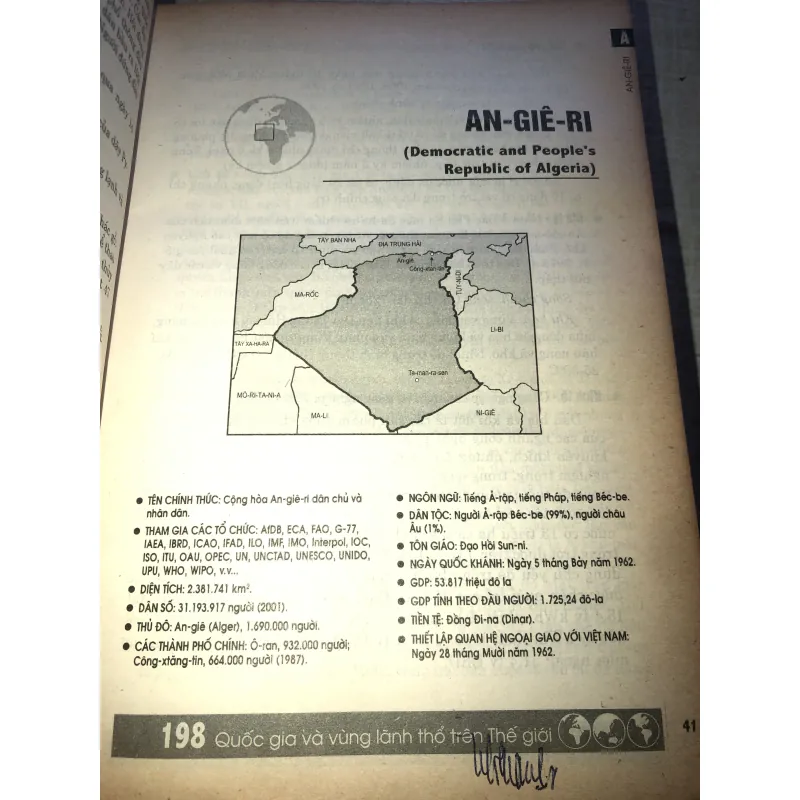 A
AN-GIÊ-RI
AN-GIÊ-RI
(Democratic and People's
Republic of Algeria)
TÂY BAN NHA
ĐỊA TRUNG HẢI
An-giê
Công-xtan-tin
TUY-NI-DI
MA-RỐC
LI-BI
TÂY XA-HA-RA
Ta-man-ra-sen
MÔ-RI-TA-NI-A
MA-LI
NI-GIÊ
● TÊN CHÍNH THỨC: Cộng hòa An-giê-ri dân chủ và
nhân dân.
● THAM GIA CÁC TỔ CHỨC: AfDB, ECA, FAO, G-77,
IAEA, IBRD, ICAO, IFAD, ILO, IMF, IMO, Interpol, IOC,
ISO, ITU, OAU, OPEC, UN, UNCTAD, UNESCO, UNIDO,
UPU, WHO, WIPO, v.v...
● DIỆN TÍCH: 2.381.741 km².
● DÂN SỐ: 31.193.917 người (2001).
● THỦ ĐÔ: An-giê (Alger), 1.690.000 người.
● CÁC THÀNH PHỐ CHÍNH: Ô-ran, 932.000 người;
Công-xtăng-tin, 664.000 người (1987).
● NGÔN NGỮ: Tiếng Ả-rập, tiếng Pháp, tiếng Béc-be.
● DÂN TỘC: Người Ả-rập Béc-be (99%), người châu
Âu (1%).
● TÔN GIÁO: Đạo Hồi Sun-ni.
● NGÀY QUỐC KHÁNH: Ngày 5 tháng Bảy năm 1962.
● GDP: 53.817 triệu đô la
● GDP TÍNH THEO ĐẦU NGƯỜI: 1.725,24 đô-la
● TIỀN TỆ: Đồng Đi-na (Dinar).
● THIẾT LẬP QUAN HỆ NGOẠI GIAO VỚI VIỆT NAM:
Ngày 28 tháng Mười năm 1962.
198 Quốc gia và vùng lãnh thổ trên Thế giới
41